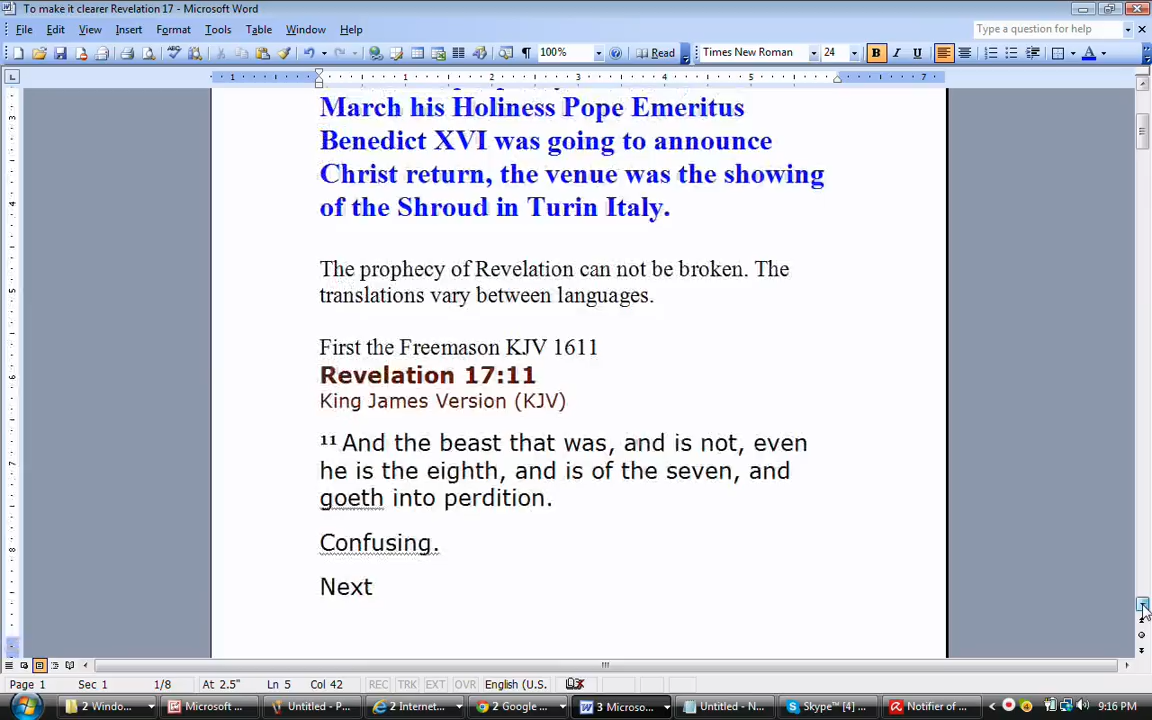 To make it clearer Revelation 17 - Microsoft Word
File Edit View Insert Format Tools Table Window Help
Type a question for help
100%
Read
Times New Roman
24
B I U
1 1 2 3 4 5 7
March his Holiness Pope Emeritus
Benedict XVI was going to announce
Christ return, the venue was the showing
of the Shroud in Turin Italy.
The prophecy of Revelation can not be broken. The
translations vary between languages.
First the Freemason KJV 1611
Revelation 17:11
King James Version (KJV)
11 And the beast that was, and is not, even
he is the eighth, and is of the seven, and
goeth into perdition.
Confusing.
Next
Page 1 Sec 1 1/8 At 2.5" Ln 5 Col 42 REC TRK EXT OVR English (U.S.
2 Windo... Microsoft ... Untitled - P... 2 Internet... 2 Google ... 3 Microso... Untitled - N... Skype™ [4] ... Notifier of ... 9:16 PM